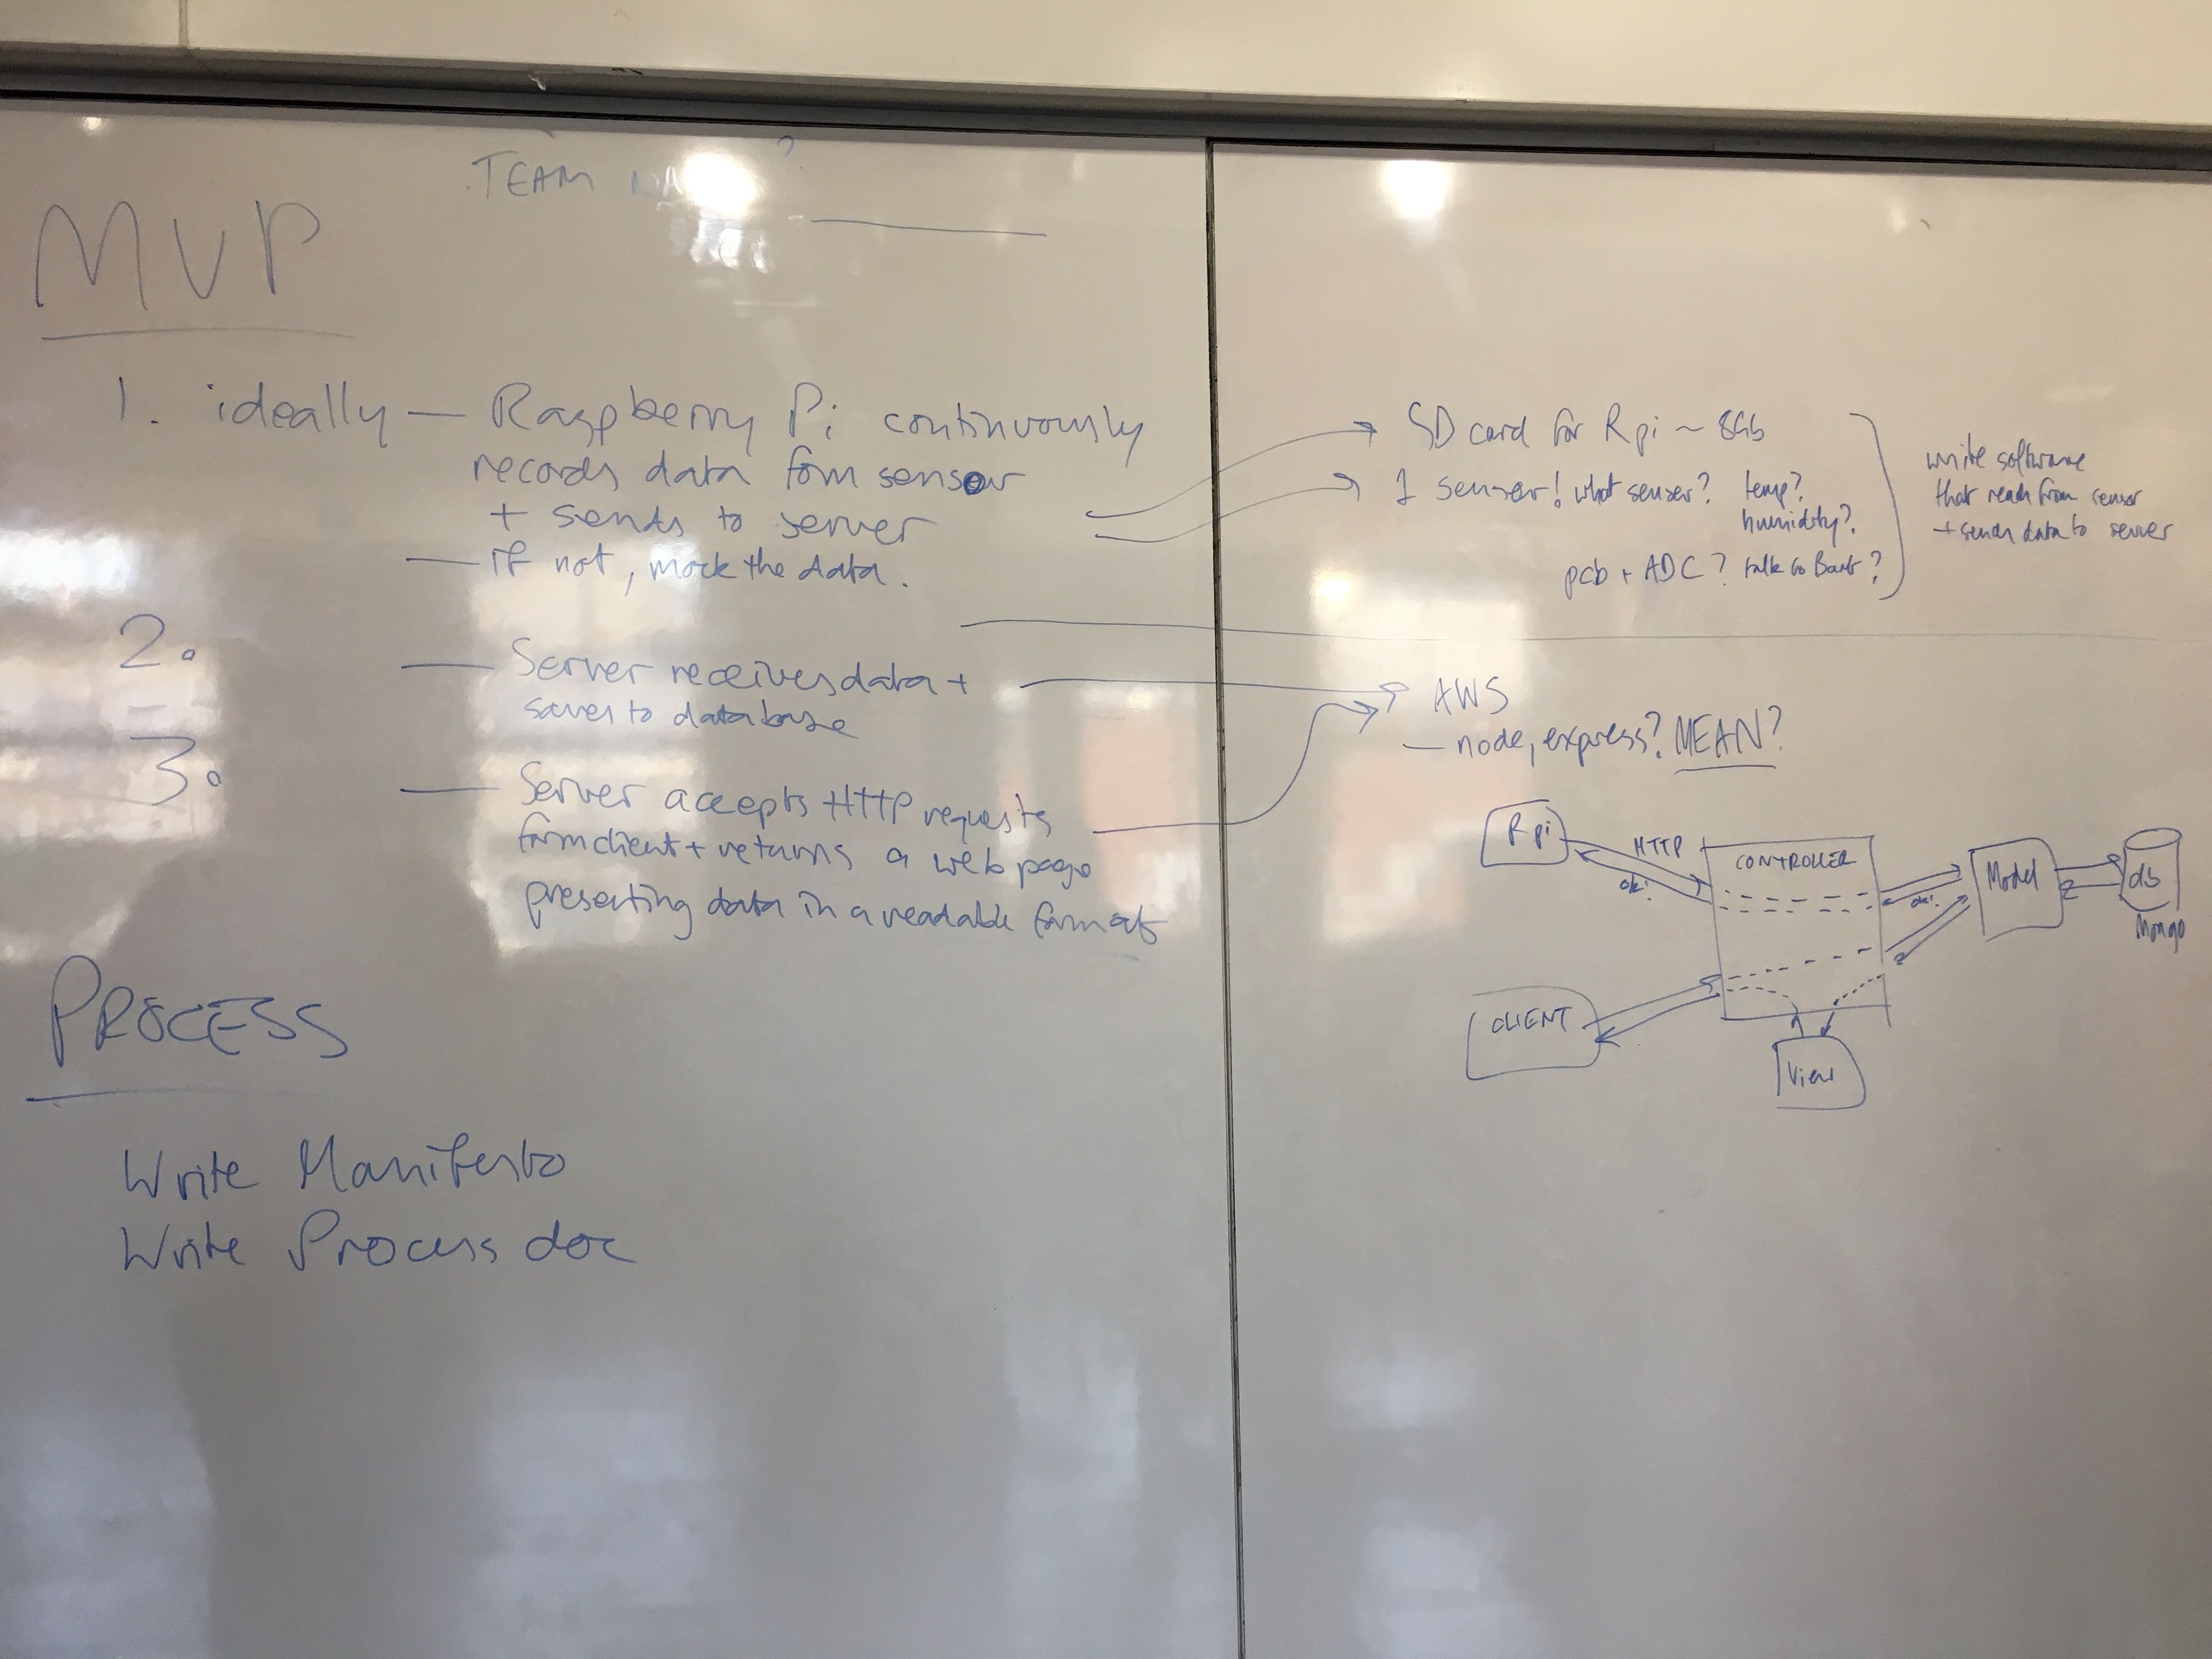 TEAM
MVP
1. ideally — Raspberry Pi continuously
records data from sensor
+ sends to server
— If not, mock the data.
2. — Server receives data +
saves to database
3. — Server accepts HTTP requests
from client + returns a web page
presenting data in a readable format
PROCESS
Write Manifesto
Write Process doc
SD card for Rpi ~ 8Gb
1 sensor! what sensor? temp?
humidity?
pcb + ADC? talk to Bart?
write software
that reads from sensor
+ sends data to server
AWS
— node, express? MEAN?
Rpi
HTTP
ok!
CONTROLLER
ok!
Model
db
Mongo
CLIENT
View